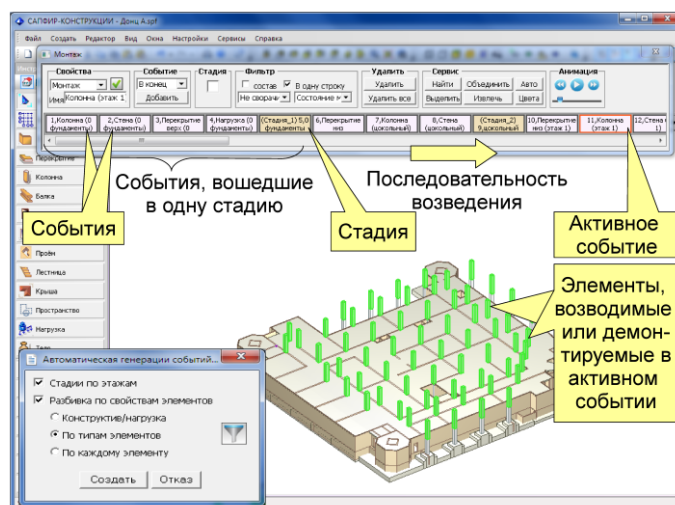 САПФИР-КОНСТРУКЦИИ - Донц А.spf
Файл Создать Редактор Вид Окна Настройки Сервисы Справка
Монтаж
Свойства Событие Стадия Фильтр Удалить Сервис Анимация
Монтаж В конец состав В одну строку Удалить Найти Объединить Авто
Имя Колонна (этаж 1 Добавить Не сворачи Состояние Удалить все Выделить Извлечь Цвета
1,Колонна (0 фундаменты) 2,Стена (0 фундаменты) 3,Перекрытие верх (0 4,Нагрузка (0 фундаменты) (Стадия_1) 5,0 фундаменты 6,Перекрытие низ 7,Колонна (цокольный) 8,Стена (цокольный) (Стадия_2) 9,цокольный 10,Перекрытие низ (этаж 1) 11,Колонна (этаж 1) 12,Стена 1)
События, вошедшие
в одну стадию
Последовательность
возведения
События
Стадия
Активное
событие
Перекрытие
Колонна
Балка
Проём
Лестница
Крыша
Пространство
Нагрузка
Тело
Элементы,
возводимые
или демон-
тируемые в
активном
событии
Автоматическая генерации событий...
Стадии по этажам
Разбивка по свойствам элементов
Конструктив/нагрузка
По типам элементов
По каждому элементу
Создать Отказ